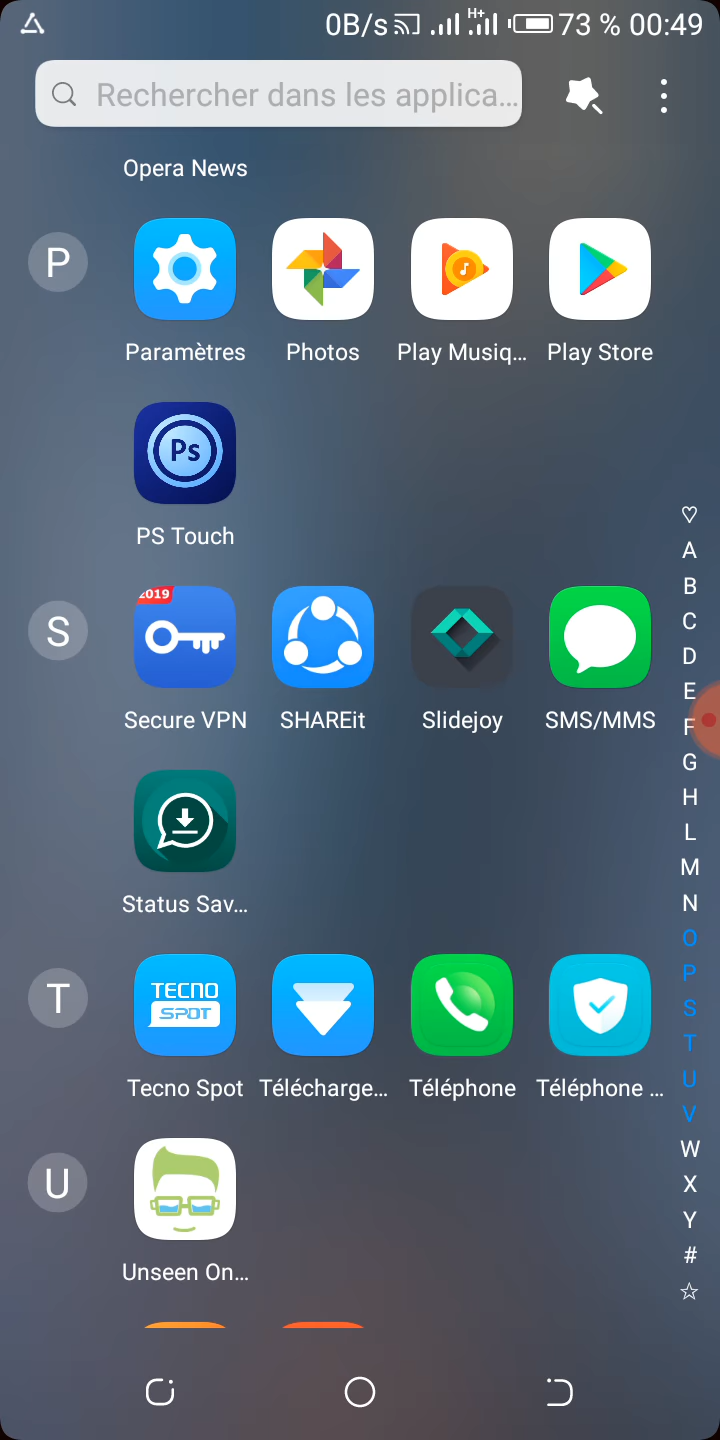 0B/s H+ 73 % 00:49
Rechercher dans les applica...
Opera News
P
Paramètres Photos Play Musiq... Play Store
Ps
PS Touch
S
2019
Secure VPN SHAREit Slidejoy SMS/MMS
Status Sav...
T
TECNO
SPOT
Tecno Spot Télécharge... Téléphone Téléphone ...
U
Unseen On...
A
B
C
D
E
F
G
H
L
M
N
O
P
S
T
U
V
W
X
Y
#